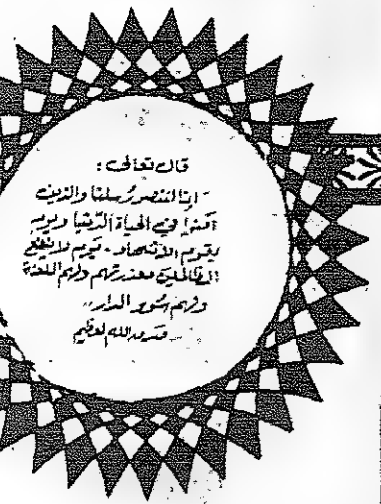 قال تعالى :
" إنا لننصر رسلنا والذين
آمنوا في الحياة الدنيا ويوم
يقوم الأشهاد . يوم لا ينفع
الظالمين معذرتهم ولهم اللعنة
ولهم سوء الدار "
صدق الله العظيم